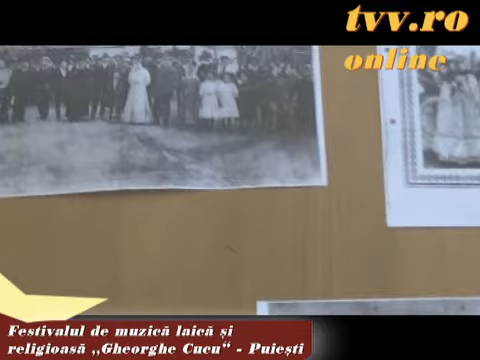 tvv.ro
online
Festivalul de muzică laică și
religioasă ,,Gheorghe Cucu“ - Puiești